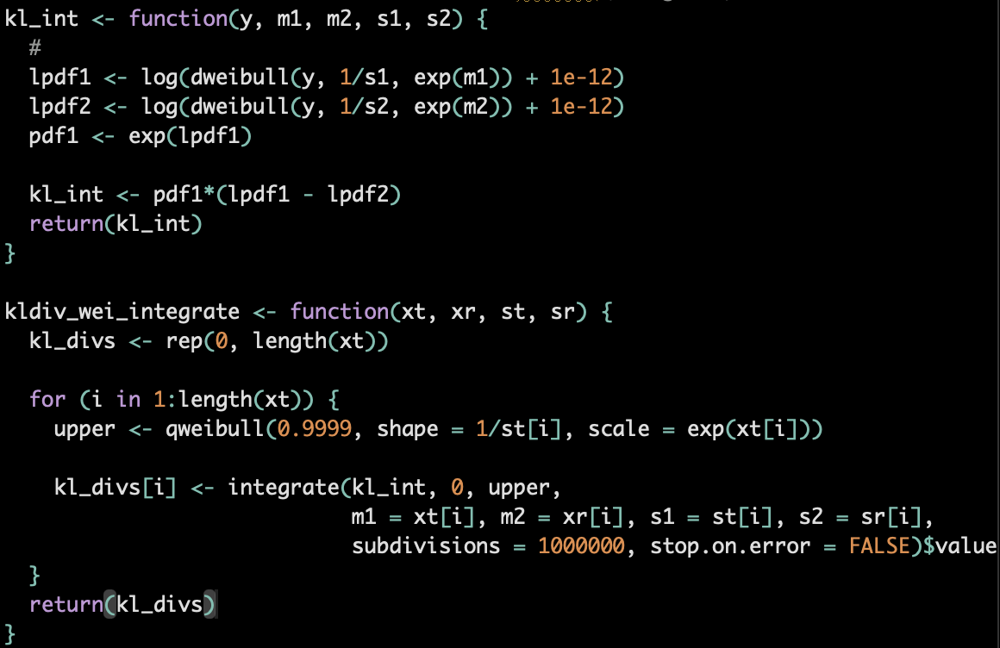 kl_int <- function(y, m1, m2, s1, s2) {
  #
  lpdf1 <- log(dweibull(y, 1/s1, exp(m1)) + 1e-12)
  lpdf2 <- log(dweibull(y, 1/s2, exp(m2)) + 1e-12)
  pdf1 <- exp(lpdf1)

  kl_int <- pdf1*(lpdf1 - lpdf2)
  return(kl_int)
}

kldiv_wei_integrate <- function(xt, xr, st, sr) {
  kl_divs <- rep(0, length(xt))

  for (i in 1:length(xt)) {
    upper <- qweibull(0.9999, shape = 1/st[i], scale = exp(xt[i]))

    kl_divs[i] <- integrate(kl_int, 0, upper,
                            m1 = xt[i], m2 = xr[i], s1 = st[i], s2 = sr[i],
                            subdivisions = 1000000, stop.on.error = FALSE)$value
  }
  return(kl_divs)
}